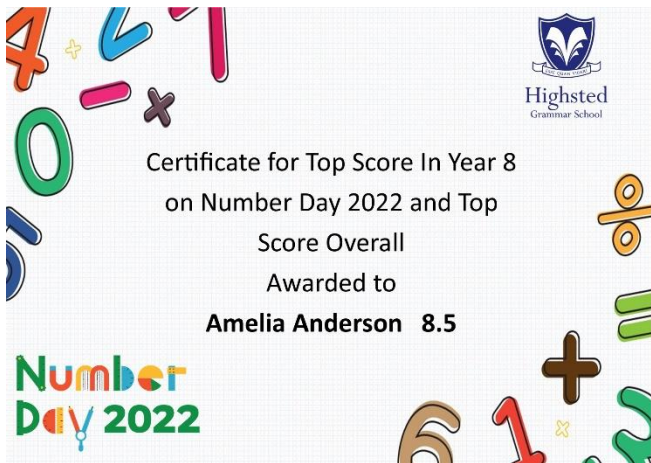 Highsted
Grammar School
Certificate for Top Score In Year 8
on Number Day 2022 and Top
Score Overall
Awarded to
Amelia Anderson 8.5
Number
Day 2022